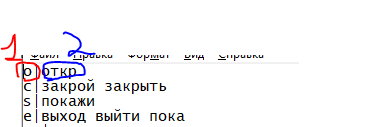 1 2
Файл Правка Формат Вид Справка
o|откр
c|закрой закрыть
s|покажи
e|выход выйти пока